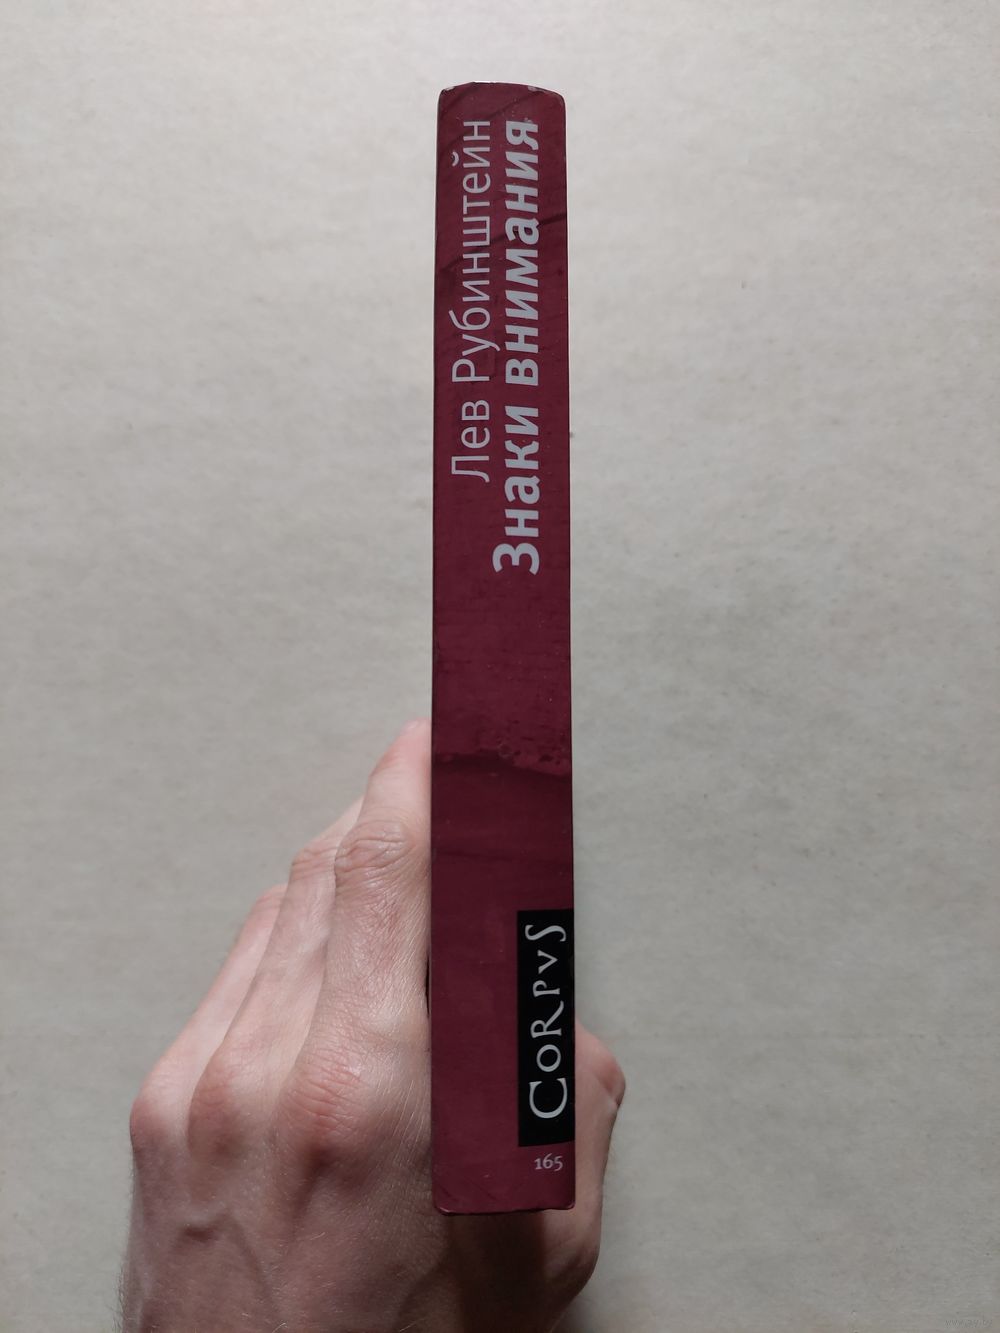 Лев Рубинштейн
Знаки внимания
CORPVS
165